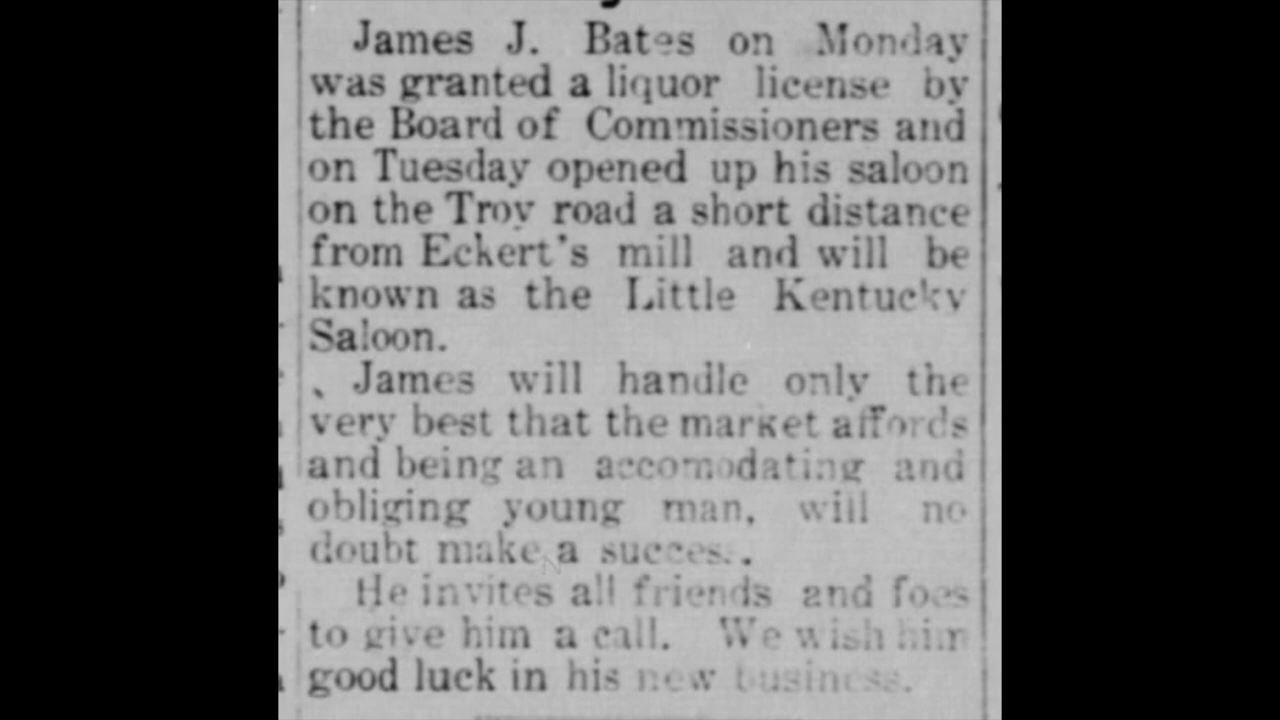 James J. Bates on Monday
was granted a liquor license by
the Board of Commissioners and
on Tuesday opened up his saloon
on the Troy road a short distance
from Eckert's mill and will be
known as the Little Kentucky
Saloon.
James will handle only the
very best that the market affords
and being an accomodating and
obliging young man, will no
doubt make a success.
He invites all friends and foes
to give him a call. We wish him
good luck in his new business.